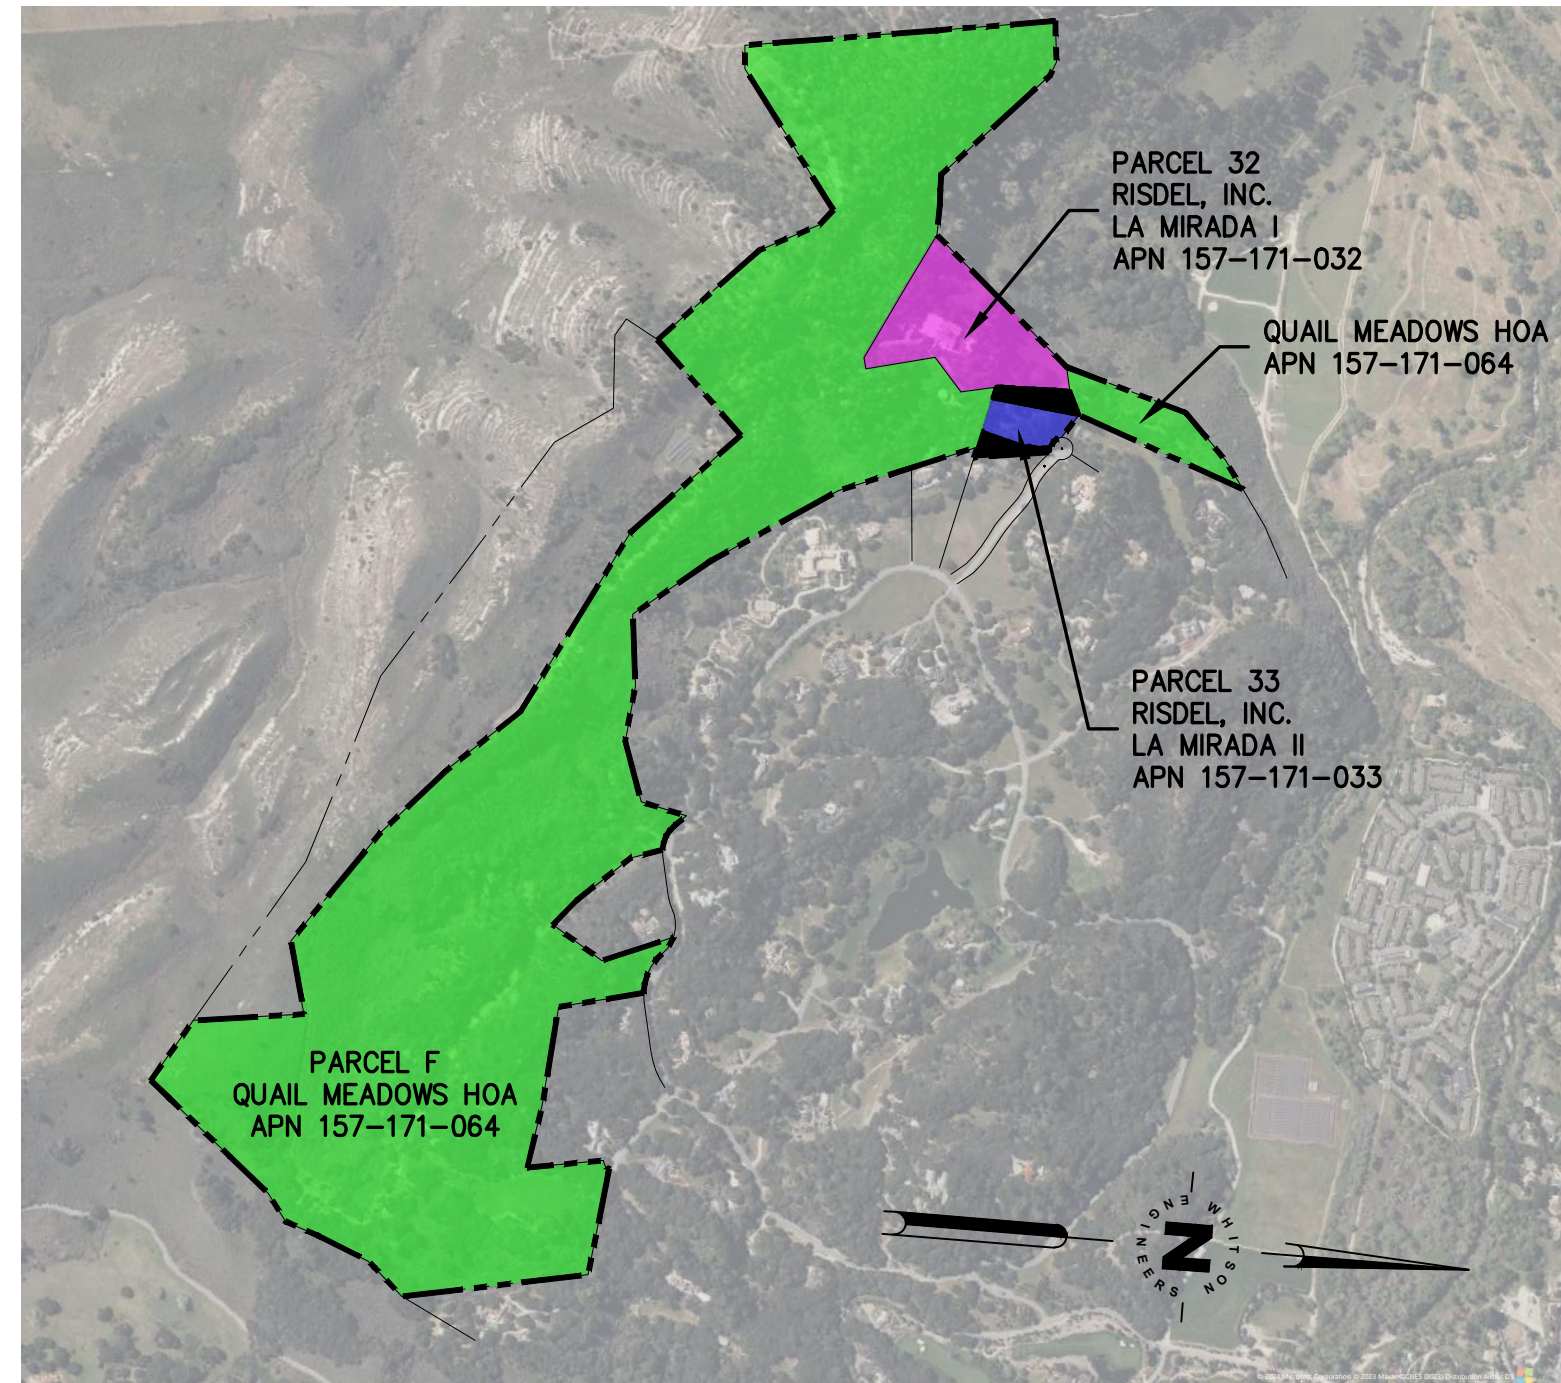 PARCEL 32
RISDEL, INC.
LA MIRADA I
APN 157-171-032
QUAIL MEADOWS HOA
APN 157-171-064
PARCEL 33
RISDEL, INC.
LA MIRADA II
APN 157-171-033
PARCEL F
QUAIL MEADOWS HOA
APN 157-171-064
N
WHITSON
ENGINEERS